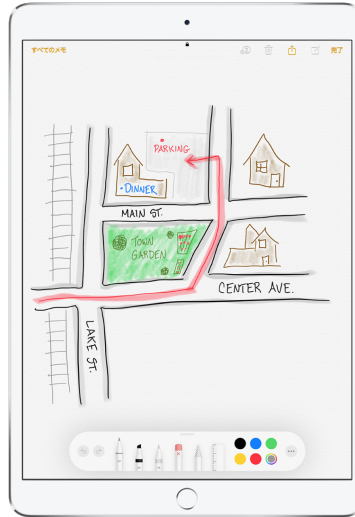 すべてのメモ
完了
PARKING
DINNER
MAIN ST.
TOWN
GARDEN
CENTER AVE.
LAKE ST.